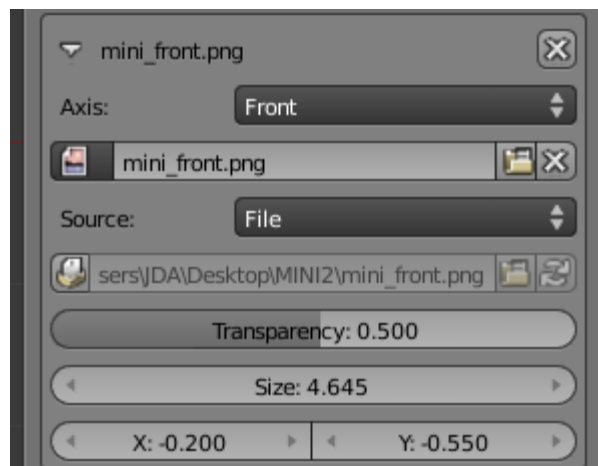 mini_front.png
Axis: Front
mini_front.png
Source: File
sers\JDA\Desktop\MINI2\mini_front.png
Transparency: 0.500
Size: 4.645
X: -0.200 Y: -0.550